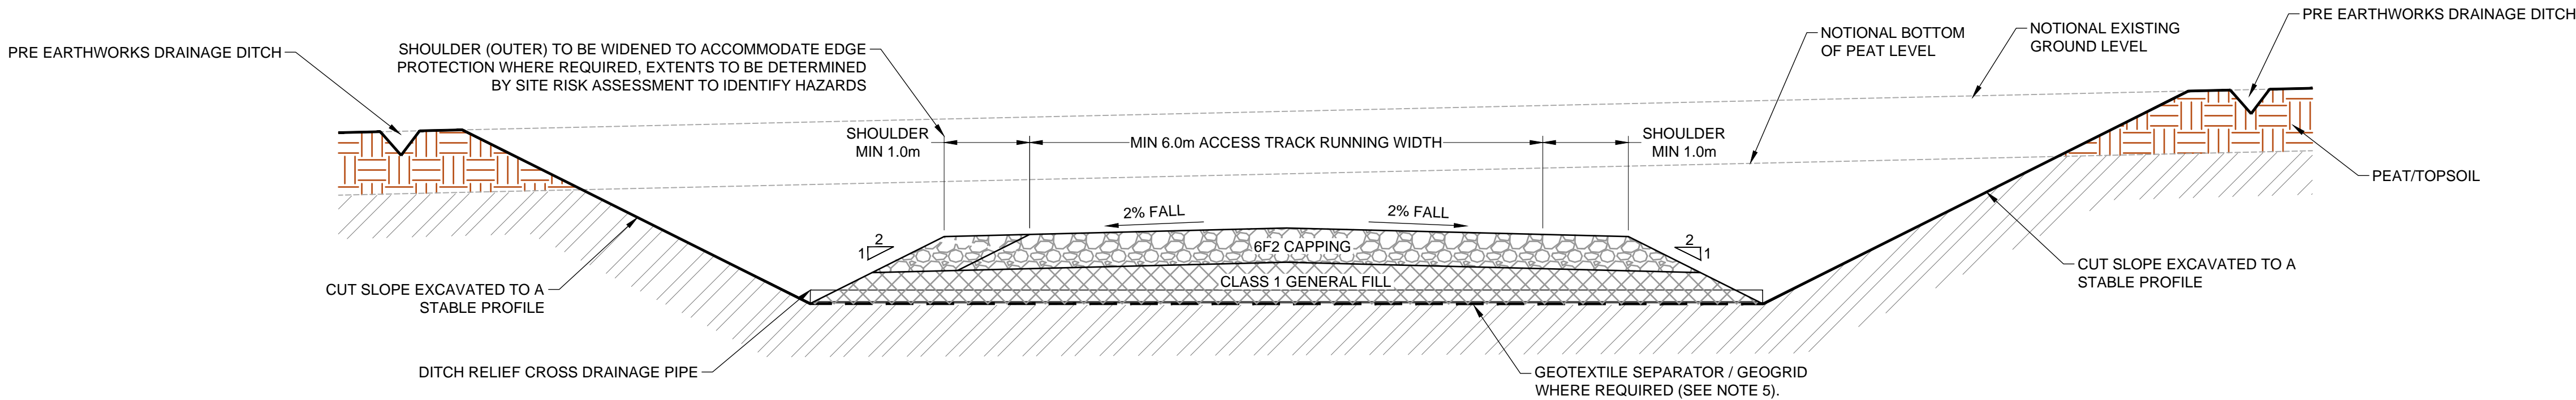 PRE EARTHWORKS DRAINAGE DITCH
SHOULDER (OUTER) TO BE WIDENED TO ACCOMMODATE EDGE
PROTECTION WHERE REQUIRED, EXTENTS TO BE DETERMINED
BY SITE RISK ASSESSMENT TO IDENTIFY HAZARDS
NOTIONAL BOTTOM
OF PEAT LEVEL
NOTIONAL EXISTING
GROUND LEVEL
PRE EARTHWORKS DRAINAGE DITCH
SHOULDER
MIN 1.0m
MIN 6.0m ACCESS TRACK RUNNING WIDTH
SHOULDER
MIN 1.0m
PEAT/TOPSOIL
2% FALL
2% FALL
2
1
6F2 CAPPING
2
1
CLASS 1 GENERAL FILL
CUT SLOPE EXCAVATED TO A
STABLE PROFILE
CUT SLOPE EXCAVATED TO A
STABLE PROFILE
DITCH RELIEF CROSS DRAINAGE PIPE
GEOTEXTILE SEPARATOR / GEOGRID
WHERE REQUIRED (SEE NOTE 5).